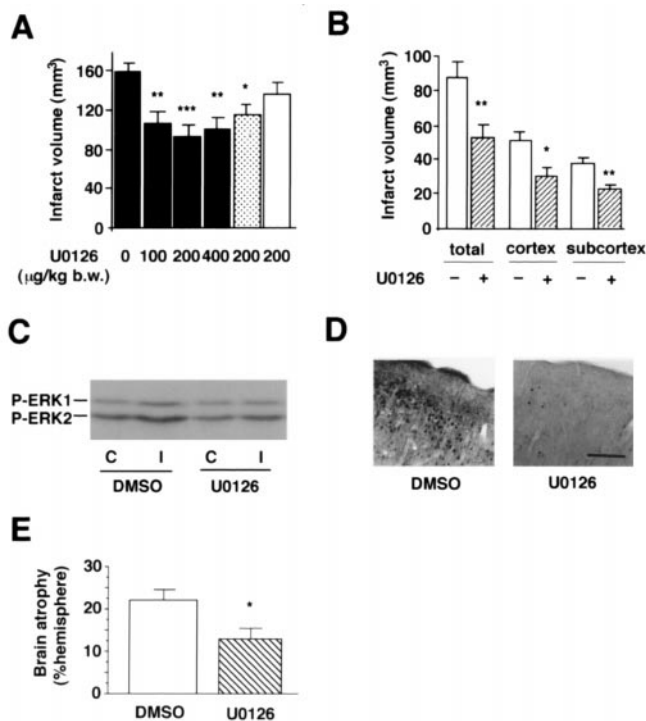 A
Infarct volume (mm³)
160
120
80
40
0
** *** ** *
U0126 0 100 200 400 200 200
(μg/kg b.w.)
B
Infarct volume (mm³)
100
80
60
40
20
0
** * **
total cortex subcortex
U0126 − + − + − +
C
P-ERK1
P-ERK2
C I C I
DMSO U0126
D
DMSO U0126
E
Brain atrophy
(%hemisphere)
30
20
10
0
*
DMSO U0126